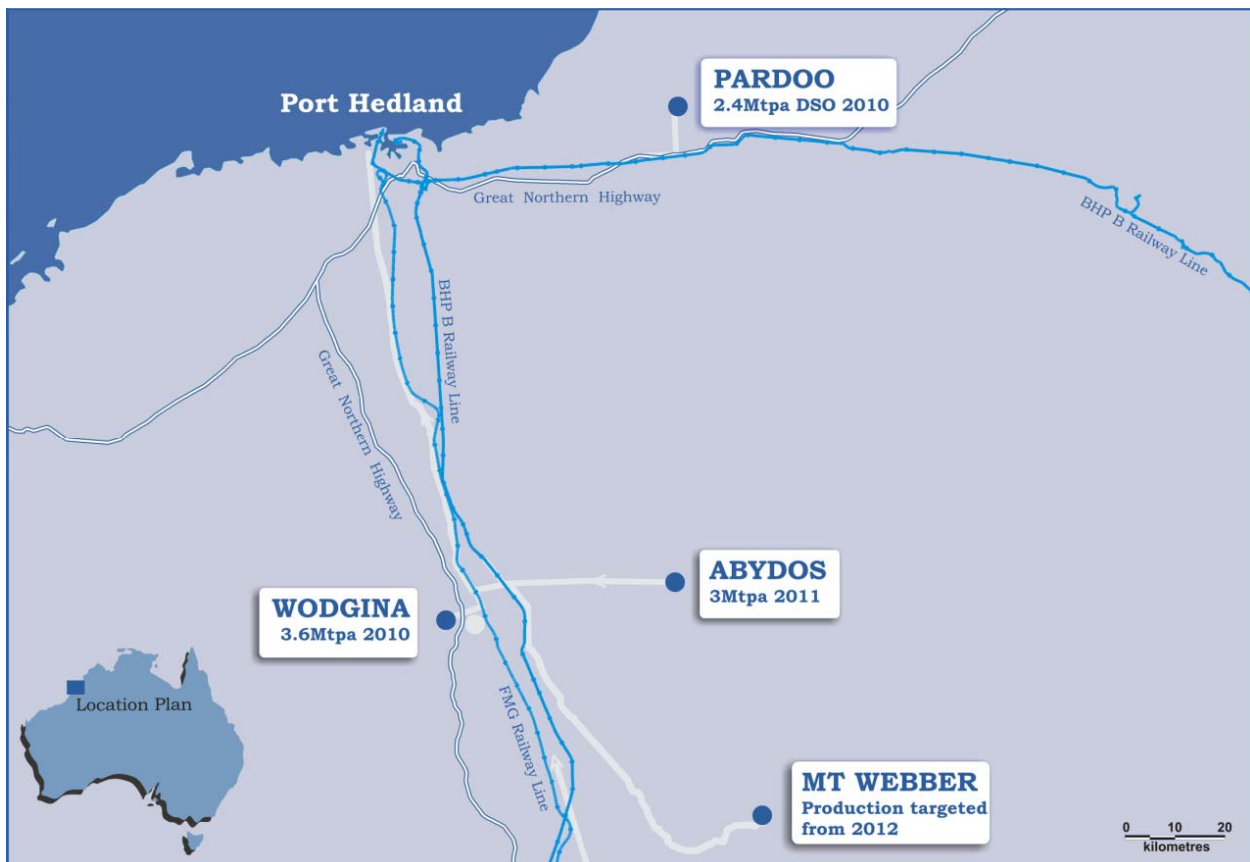 Port Hedland
PARDOO
2.4Mtpa DSO 2010
Great Northern Highway
BHP B Railway Line
BHP B Railway Line
Great Northern Highway
ABYDOS
3Mtpa 2011
WODGINA
3.6Mtpa 2010
FMG Railway Line
Location Plan
MT WEBBER
Production targeted
from 2012
0 10 20
kilometres